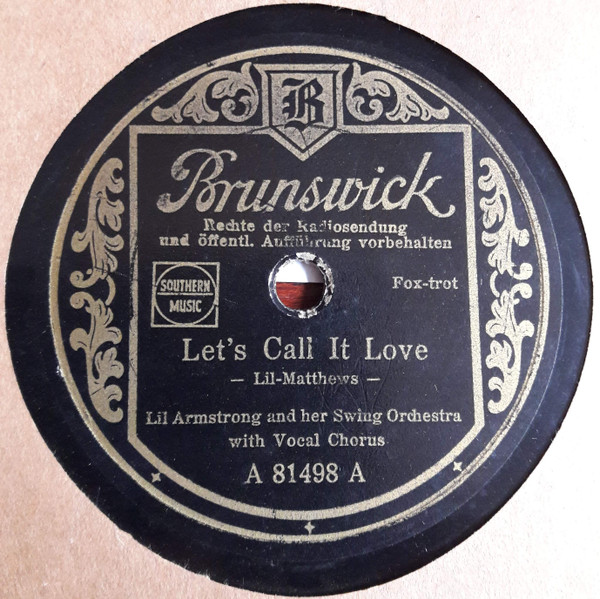 B
Brunswick
Rechte der Radiosendung
und öffentl. Aufführung vorbehalten
SOUTHERN
MUSIC
Fox-trot
Let's Call It Love
— Lil-Matthews —
Lil Armstrong and her Swing Orchestra
with Vocal Chorus
A 81498 A